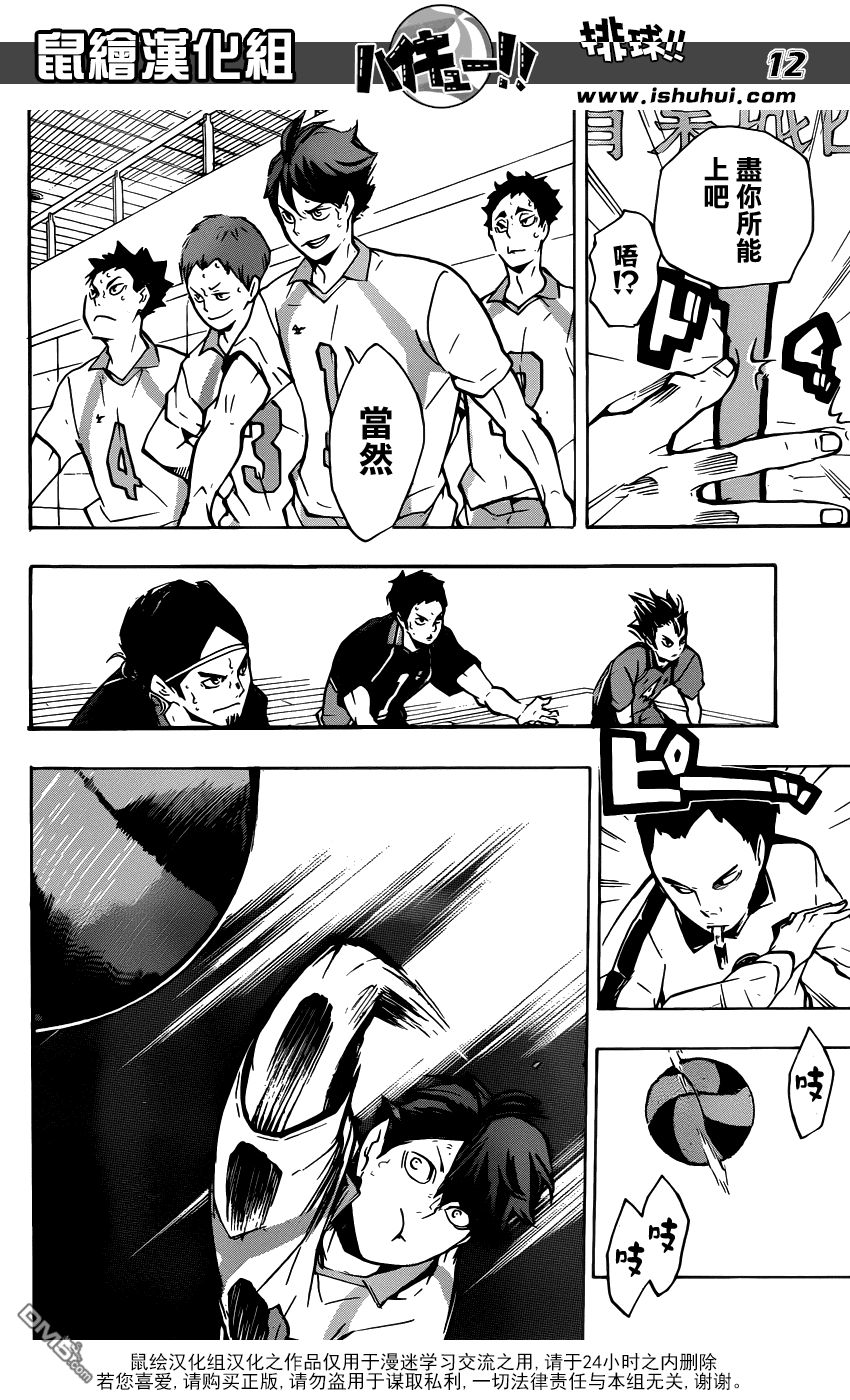 鼠繪漢化組
ハイキュー!!
排球!!
12
www.ishuhui.com
盡你所能
上吧
唔!?
ド
當然
ピー
吱
吱
吱
DM5.com
鼠绘汉化组汉化之作品仅用于漫迷学习交流之用,请于24小时之内删除
若您喜爱,请购买正版,请勿盗用于谋取私利,一切法律责任与本组无关,谢谢。